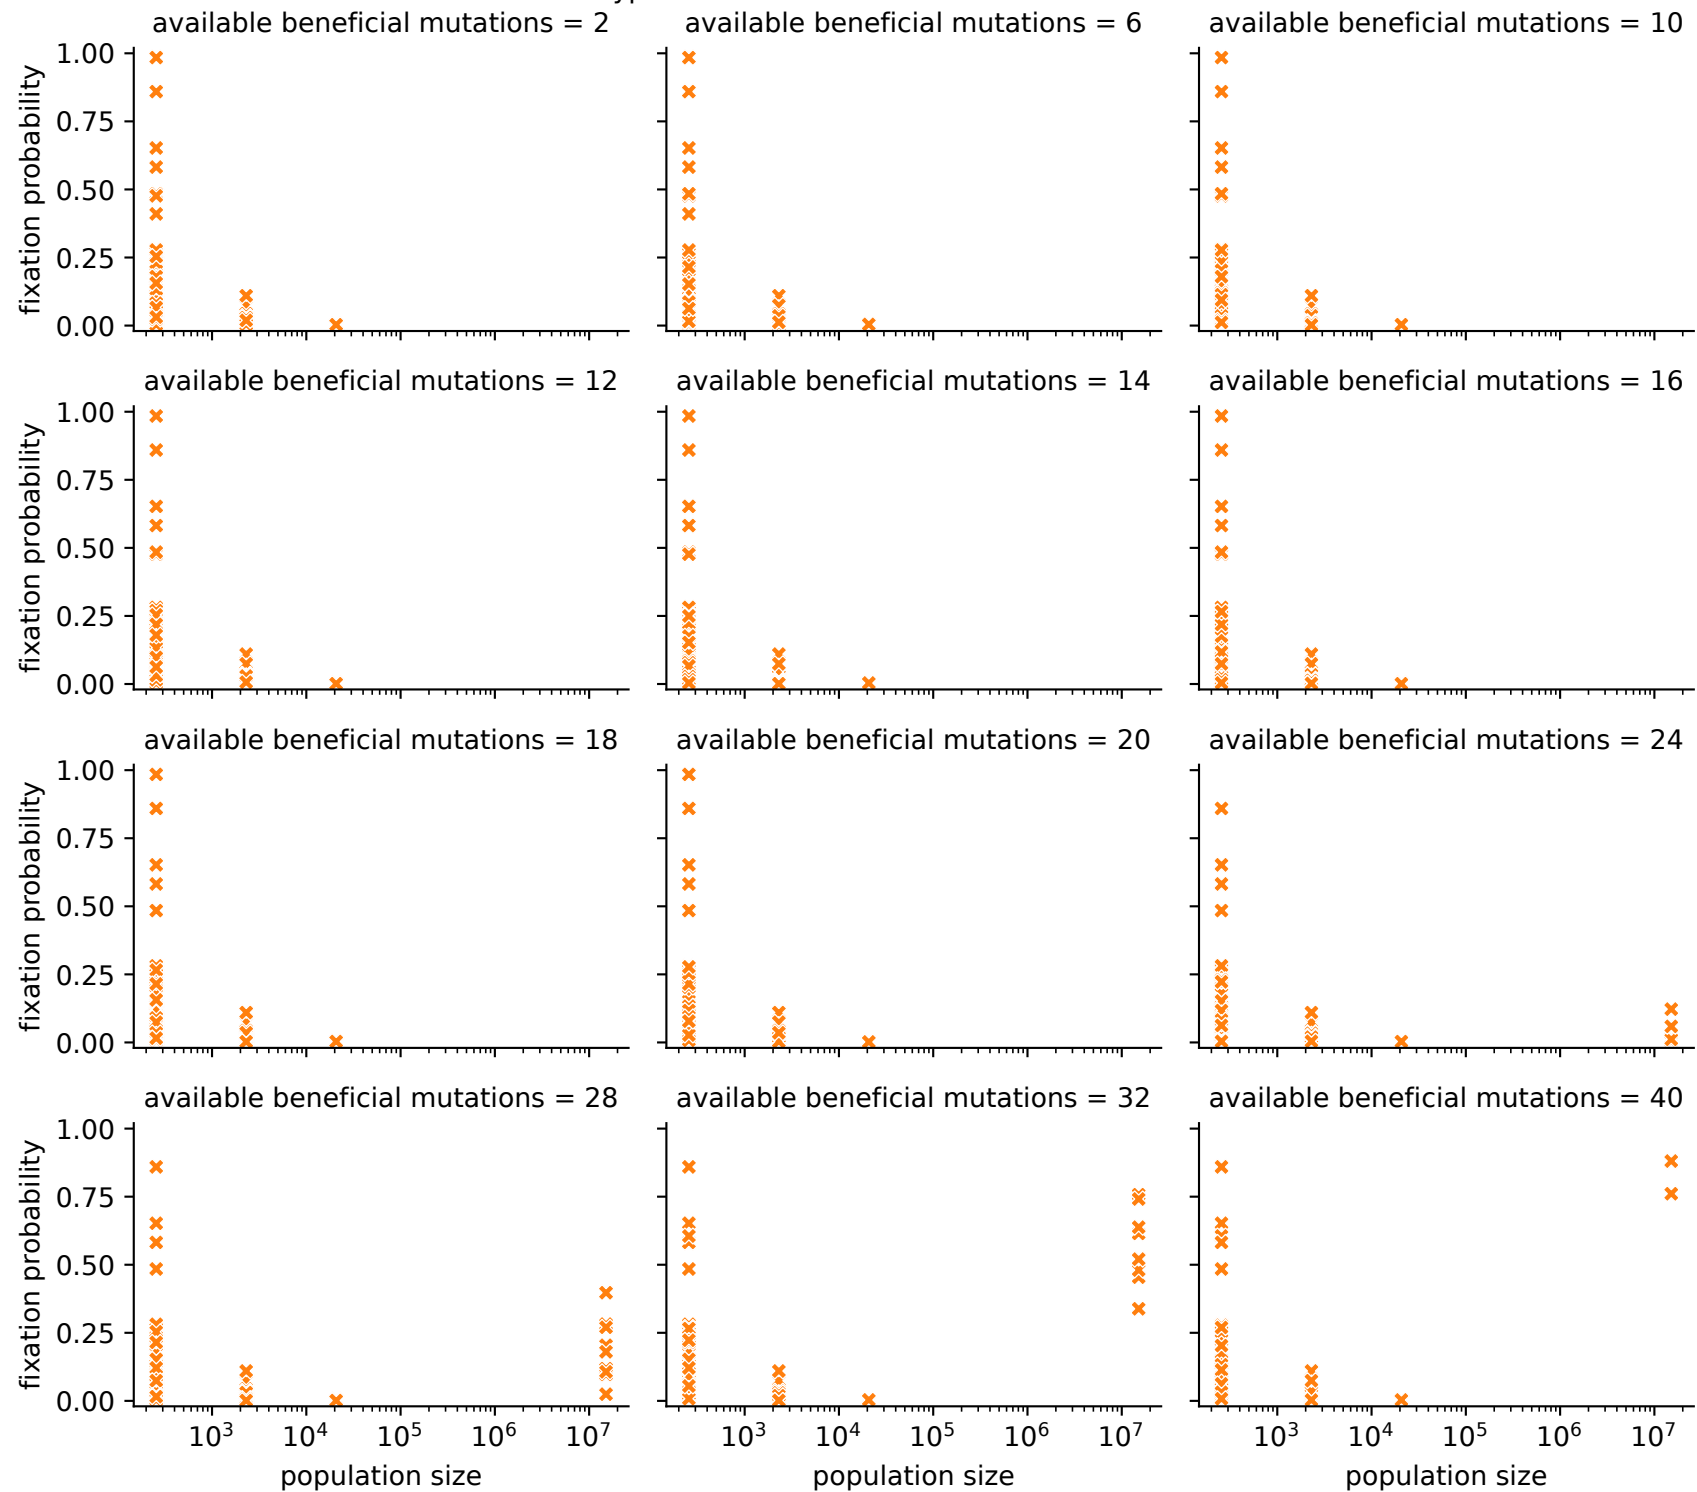 available beneficial mutations = 2
available beneficial mutations = 6
available beneficial mutations = 10
1.00
0.75
0.50
0.25
0.00
fixation probability
available beneficial mutations = 12
available beneficial mutations = 14
available beneficial mutations = 16
1.00
0.75
0.50
0.25
0.00
fixation probability
available beneficial mutations = 18
available beneficial mutations = 20
available beneficial mutations = 24
1.00
0.75
0.50
0.25
0.00
fixation probability
available beneficial mutations = 28
available beneficial mutations = 32
available beneficial mutations = 40
1.00
0.75
0.50
0.25
0.00
fixation probability
10³ 10⁴ 10⁵ 10⁶ 10⁷
10³ 10⁴ 10⁵ 10⁶ 10⁷
10³ 10⁴ 10⁵ 10⁶ 10⁷
population size
population size
population size